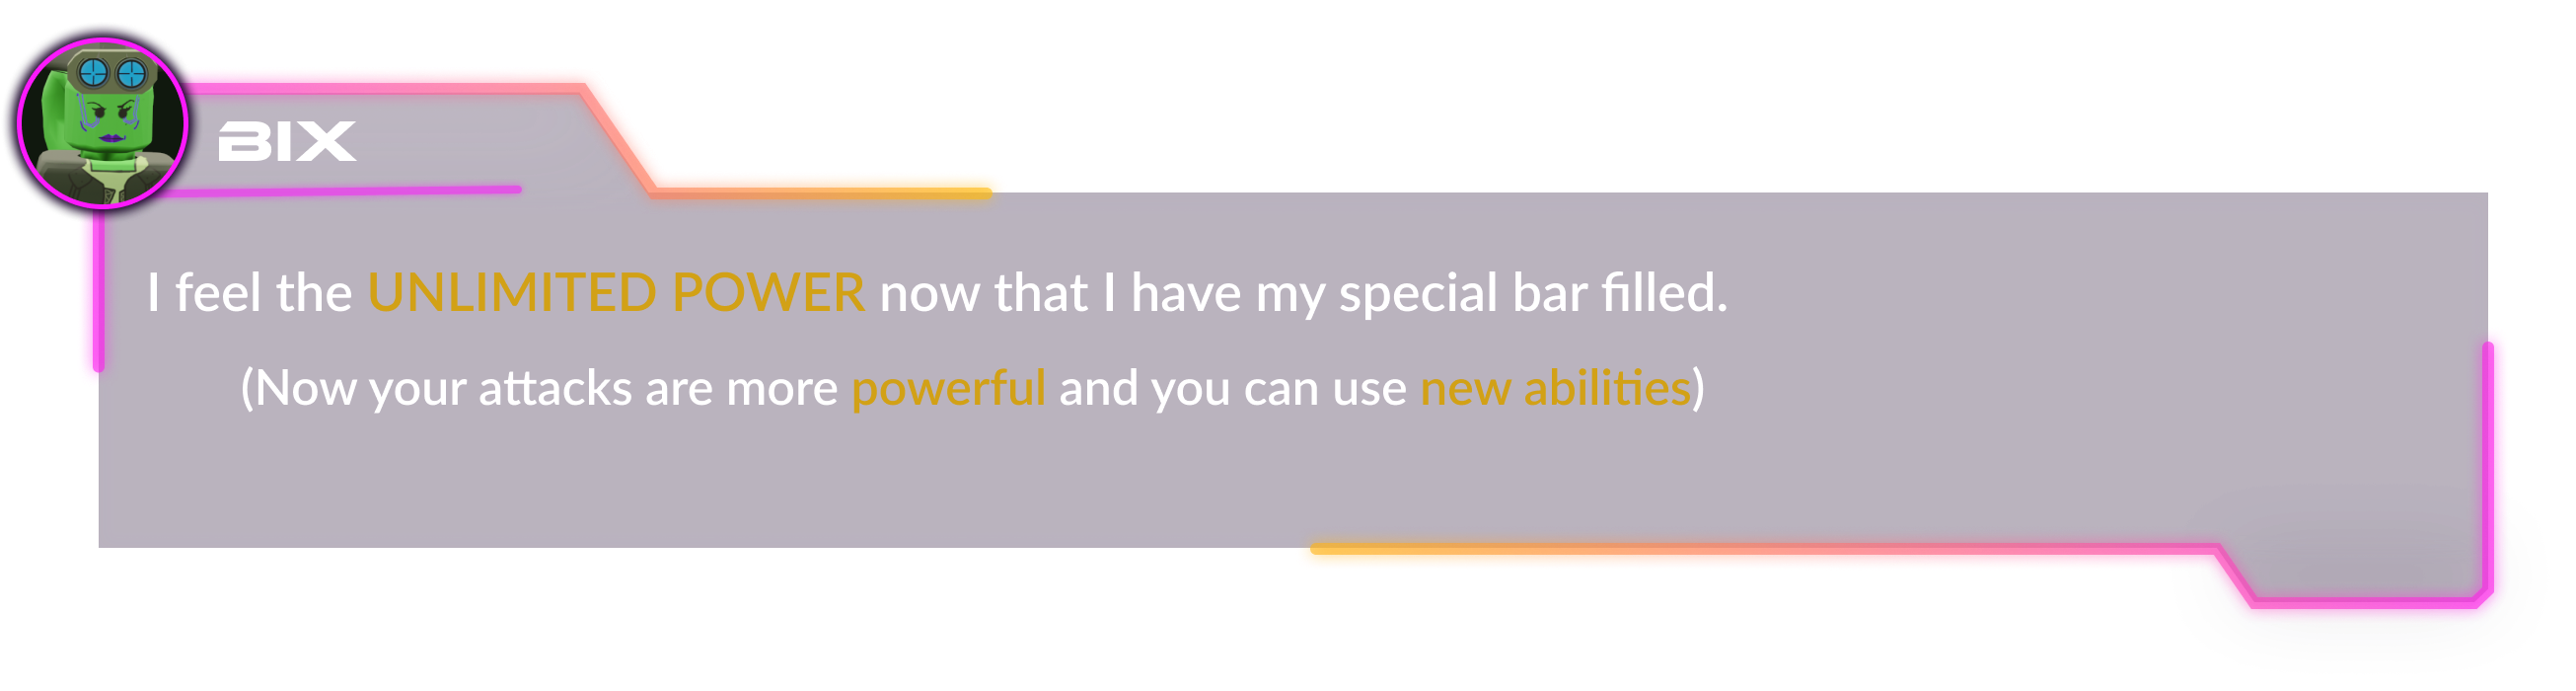 BIX
I feel the UNLIMITED POWER now that I have my special bar filled.
(Now your attacks are more powerful and you can use new abilities)